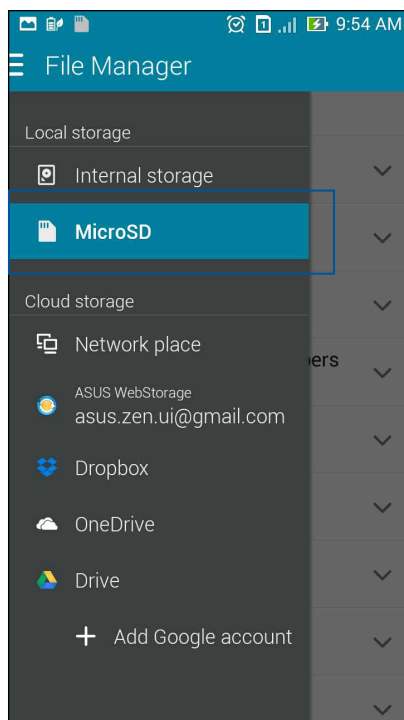 1 9:54 AM
File Manager
Local storage
Internal storage
MicroSD
Cloud storage
Network place
ers
ASUS WebStorage
asus.zen.ui@gmail.com
Dropbox
OneDrive
Drive
+ Add Google account